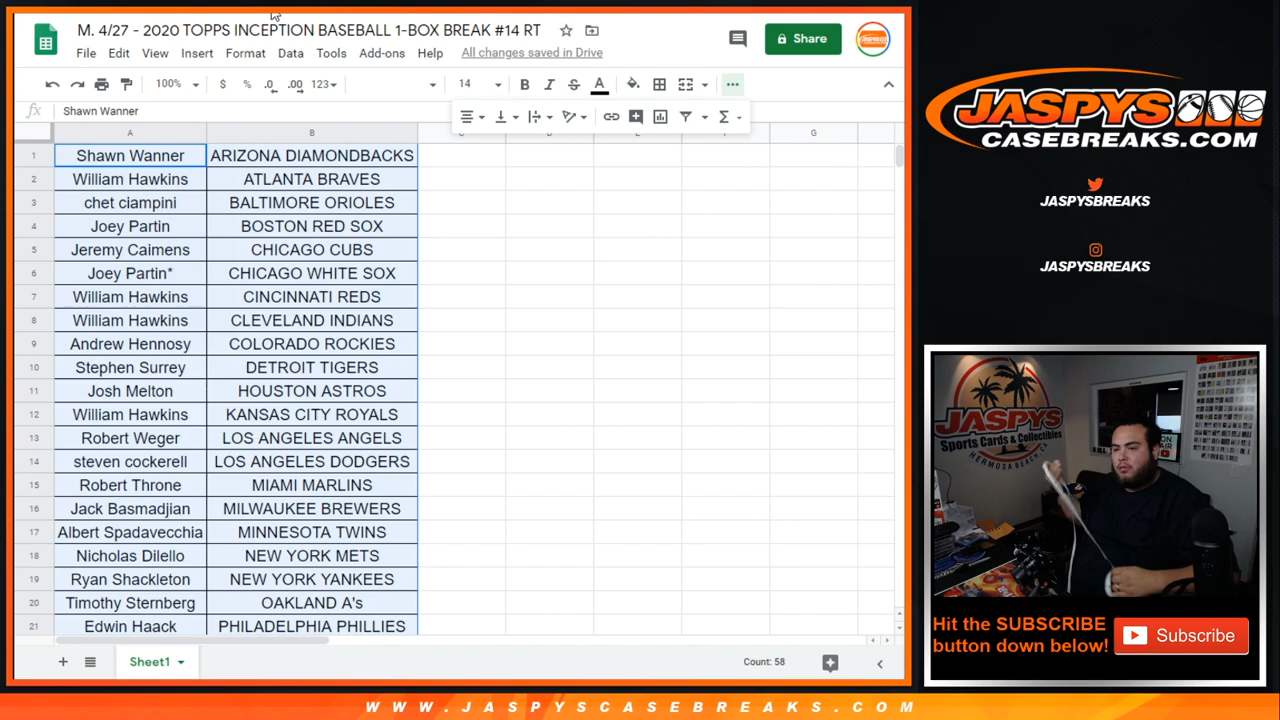 M. 4/27 - 2020 TOPPS INCEPTION BASEBALL 1-BOX BREAK #14 RT
File Edit View Insert Format Data Tools Add-ons Help All changes saved in Drive
Share
100% $ % .0 .00 123 14 B I S A
fx Shawn Wanner
A B G
1 Shawn Wanner ARIZONA DIAMONDBACKS
2 William Hawkins ATLANTA BRAVES
3 chet ciampini BALTIMORE ORIOLES
4 Joey Partin BOSTON RED SOX
5 Jeremy Caimens CHICAGO CUBS
6 Joey Partin* CHICAGO WHITE SOX
7 William Hawkins CINCINNATI REDS
8 William Hawkins CLEVELAND INDIANS
9 Andrew Hennosy COLORADO ROCKIES
10 Stephen Surrey DETROIT TIGERS
11 Josh Melton HOUSTON ASTROS
12 William Hawkins KANSAS CITY ROYALS
13 Robert Weger LOS ANGELES ANGELS
14 steven cockerell LOS ANGELES DODGERS
15 Robert Throne MIAMI MARLINS
16 Jack Basmadjian MILWAUKEE BREWERS
17 Albert Spadavecchia MINNESOTA TWINS
18 Nicholas Dilello NEW YORK METS
19 Ryan Shackleton NEW YORK YANKEES
20 Timothy Sternberg OAKLAND A's
21 Edwin Haack PHILADELPHIA PHILLIES
Sheet1
Count: 58
JASPYS
CASEBREAKS.COM
JASPYSBREAKS
JASPYSBREAKS
JASPYS
Sports Cards & Collectibles
HERMOSA BEACH, CA
Hit the SUBSCRIBE
button down below!
Subscribe
WWW.JASPYSCASEBREAKS.COM